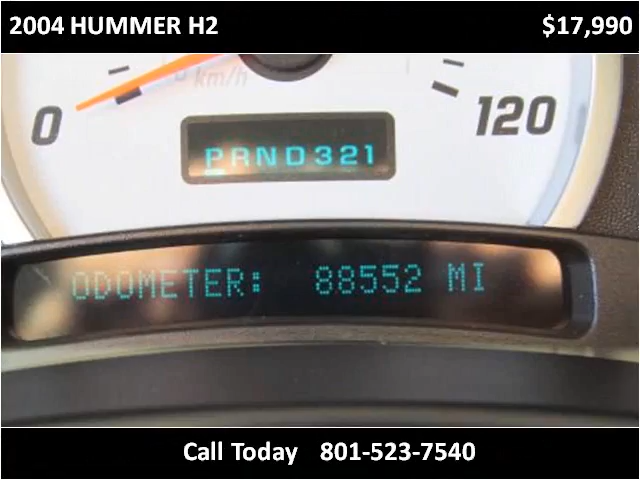 2004 HUMMER H2 $17,990
0 km/h 120
PRND321
ODOMETER: 88552 MI
Call Today 801-523-7540